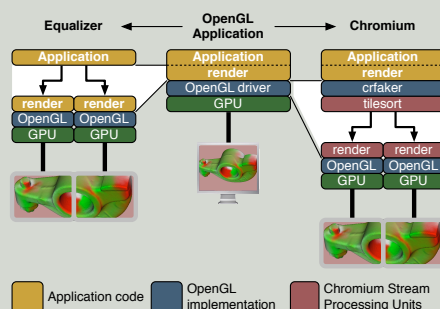 Equalizer
OpenGL
Application
Chromium
Application
render
OpenGL
GPU
render
OpenGL
GPU
Application
render
OpenGL driver
GPU
Application
render
crfaker
tilesort
render
OpenGL
GPU
render
OpenGL
GPU
Application code
OpenGL
implementation
Chromium Stream
Processing Units